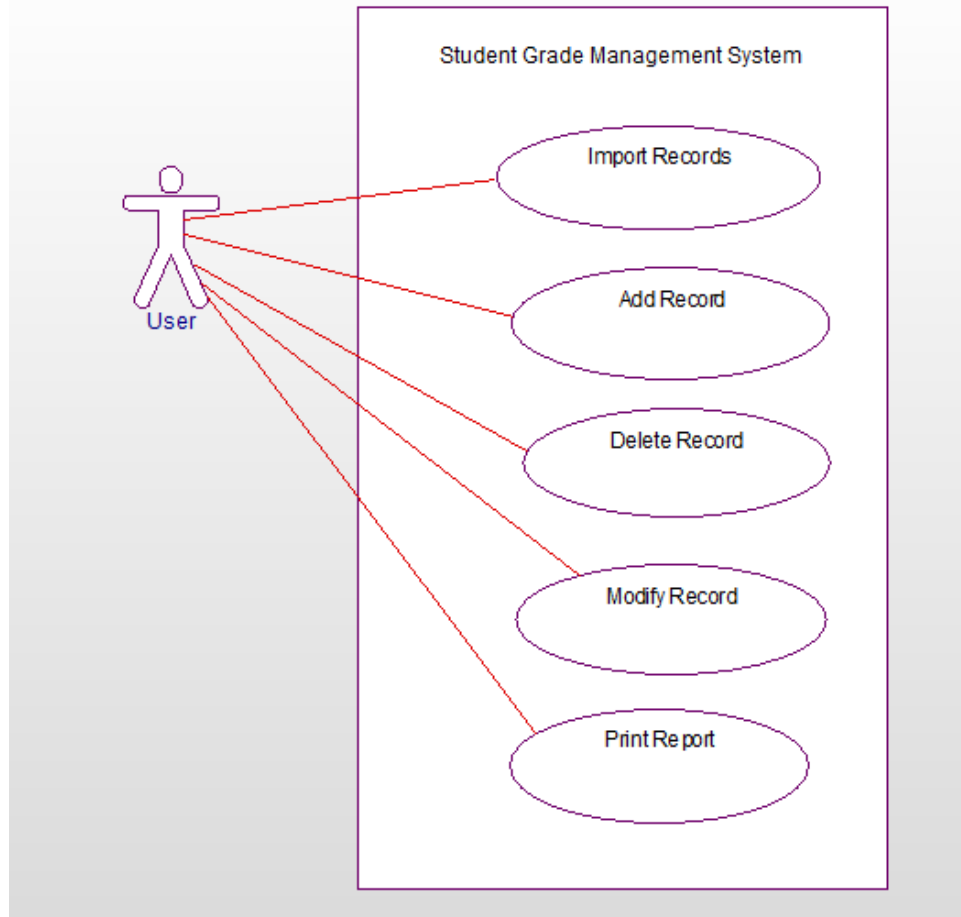 Student Grade Management System
Import Records
Add Record
User
Delete Record
Modify Record
Print Report